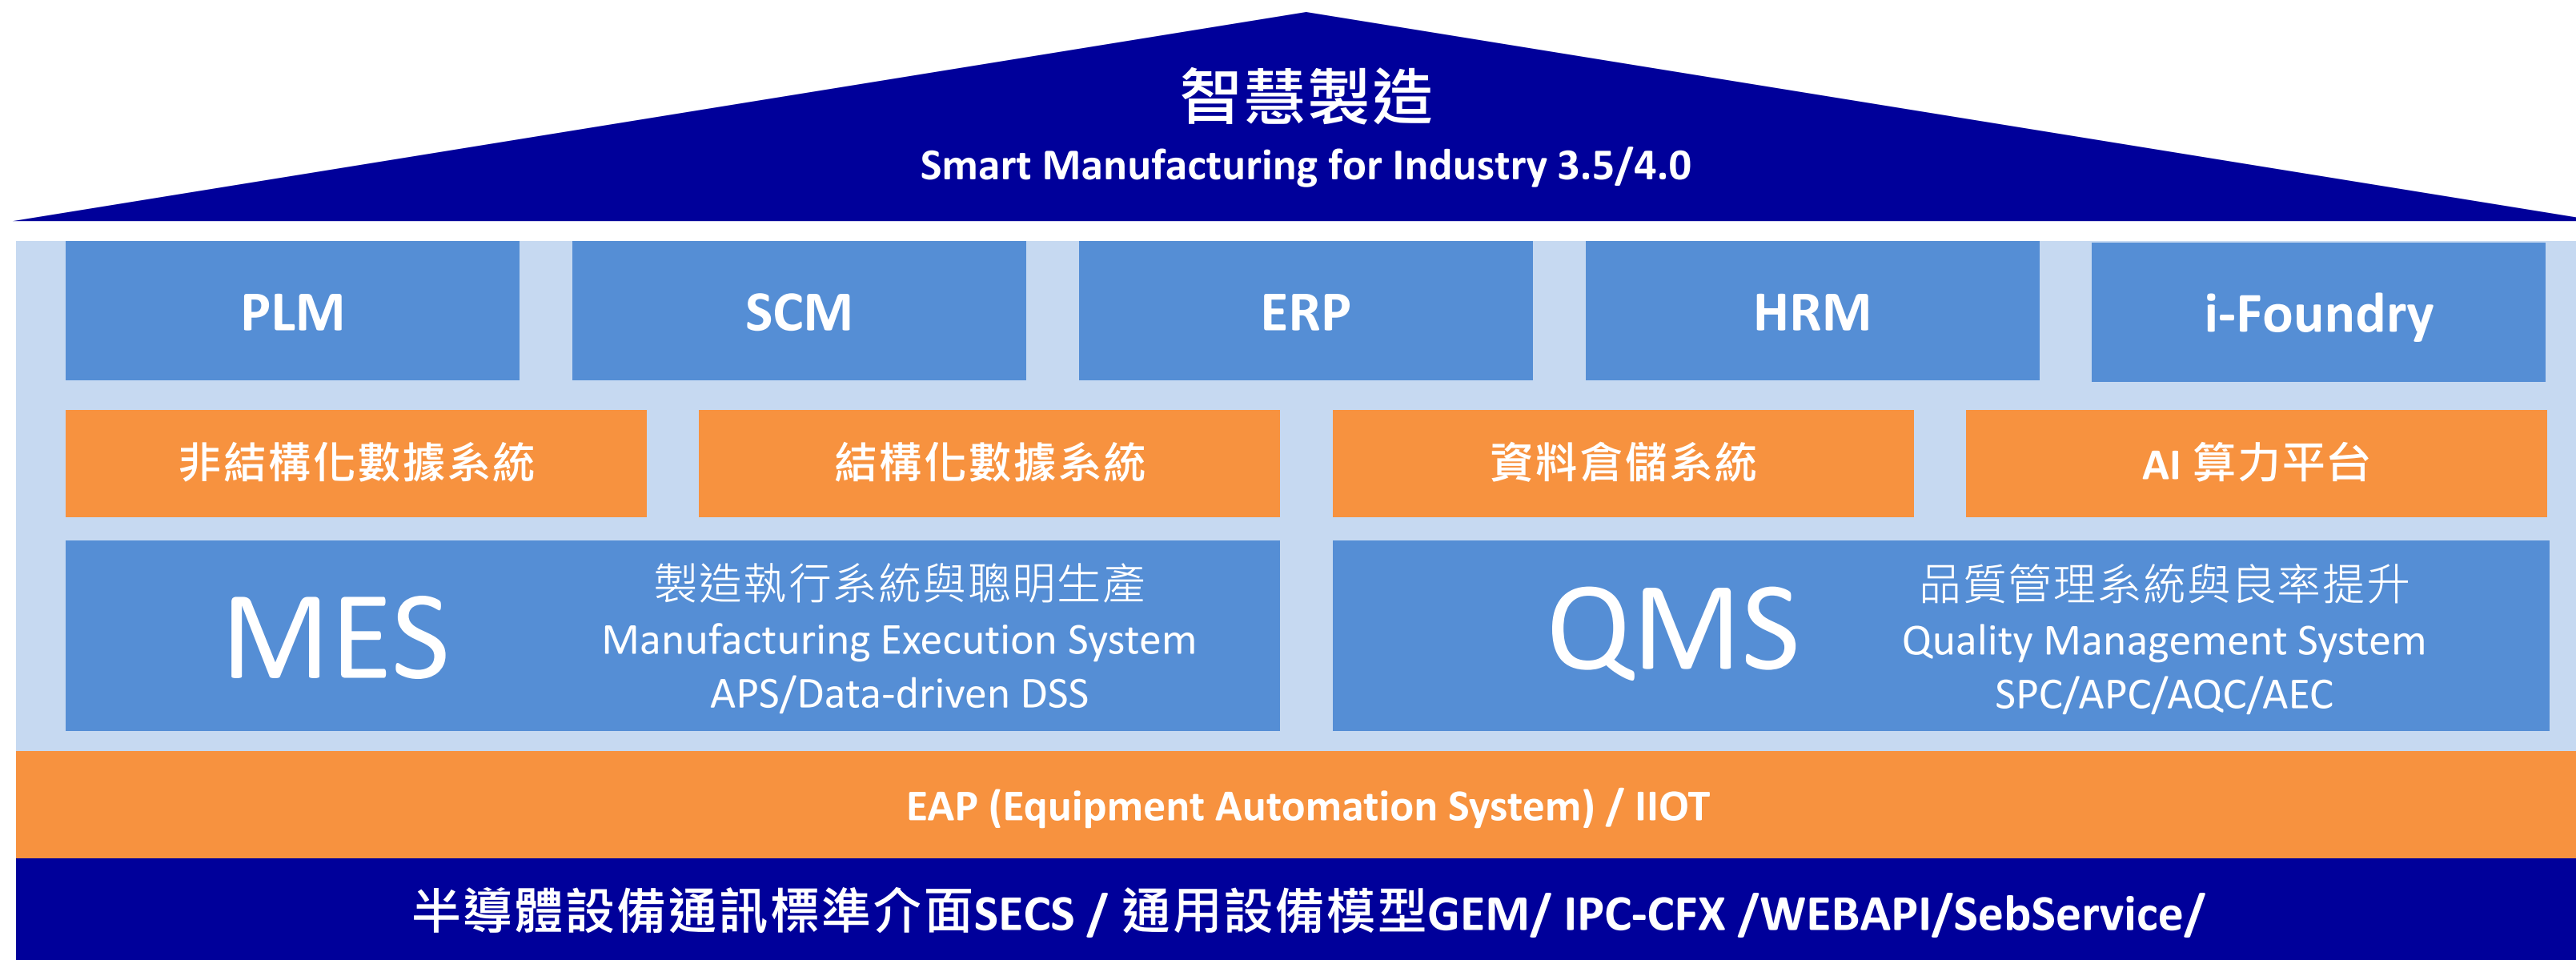 智慧製造
Smart Manufacturing for Industry 3.5/4.0
PLM
SCM
ERP
HRM
i-Foundry
非結構化數據系統
結構化數據系統
資料倉儲系統
AI 算力平台
MES
製造執行系統與聰明生產
Manufacturing Execution System
APS/Data-driven DSS
QMS
品質管理系統與良率提升
Quality Management System
SPC/APC/AQC/AEC
EAP (Equipment Automation System) / IIOT
半導體設備通訊標準介面SECS / 通用設備模型GEM/ IPC-CFX /WEBAPI/SebService/